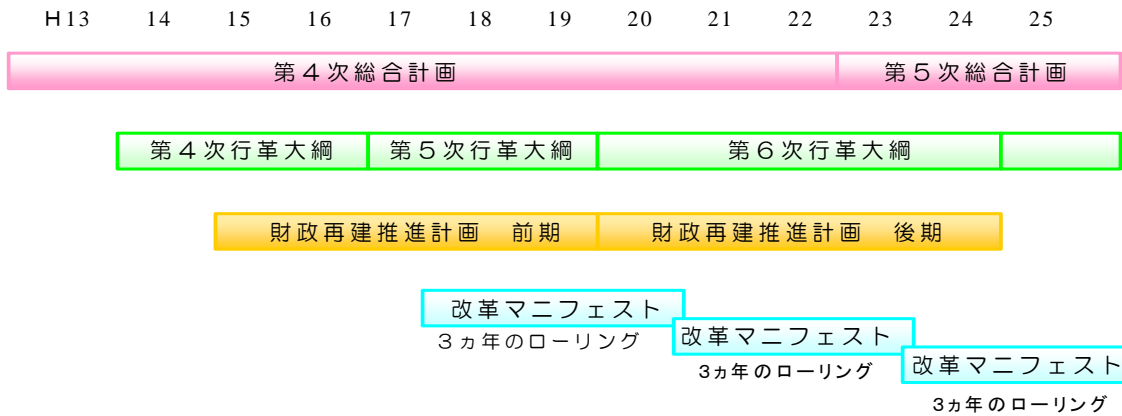 H13 14 15 16 17 18 19 20 21 22 23 24 25
第４次総合計画 第５次総合計画
第４次行革大綱 第５次行革大綱 第６次行革大綱
財政再建推進計画　前期 財政再建推進計画　後期
改革マニフェスト
３ヵ年のローリング
改革マニフェスト
3ヵ年のローリング
改革マニフェスト
3ヵ年のローリング